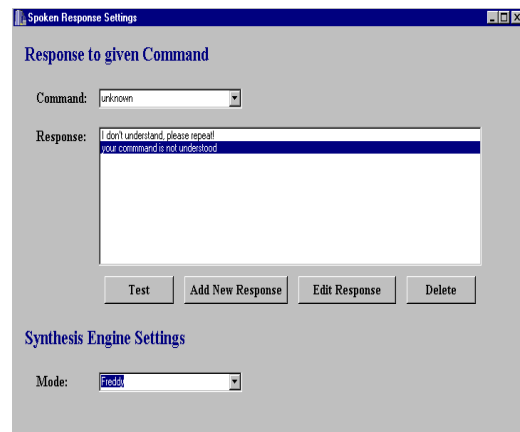 Spoken Response Settings
Response to given Command
Command: unknown
Response: I don't understand, please repeat!
your commmand is not understood
Test Add New Response Edit Response Delete
Synthesis Engine Settings
Mode: Freddy